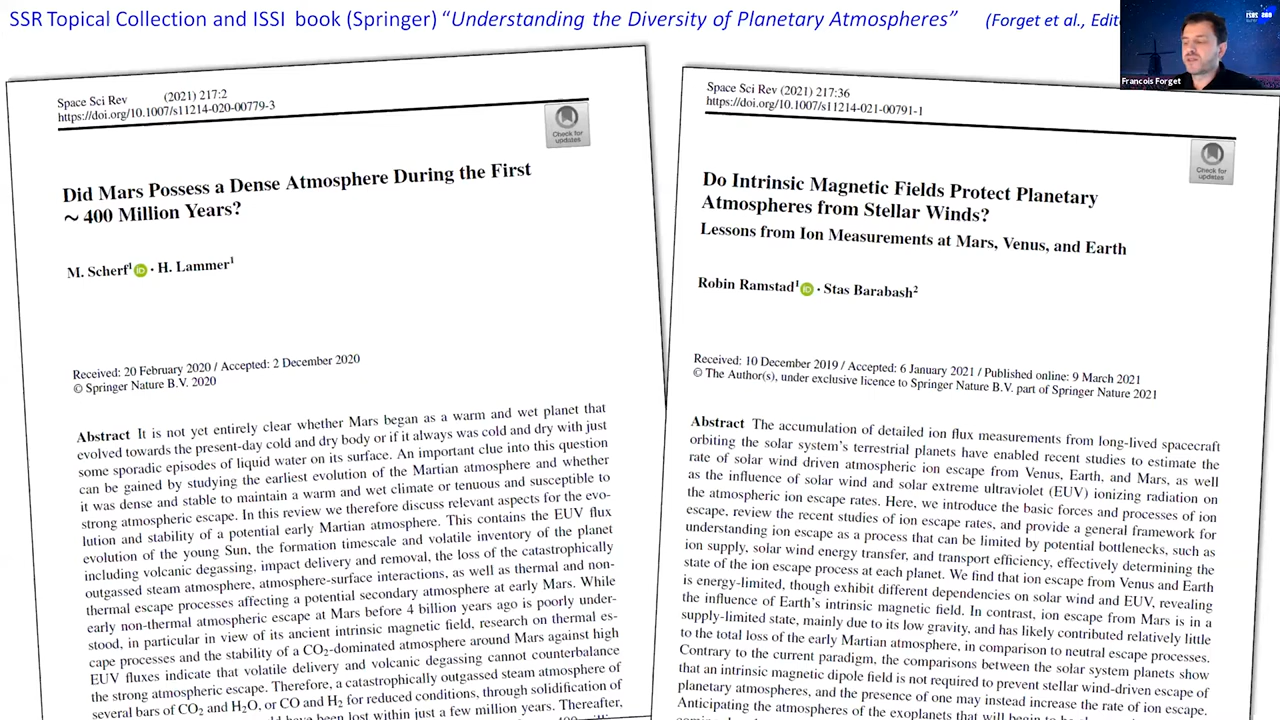 SSR Topical Collection and ISSI book (Springer) “Understanding the Diversity of Planetary Atmospheres” (Forget et al.,
Francois Forget
Space Sci Rev (2021) 217:2
https://doi.org/10.1007/s11214-020-00779-3
Check for
updates
Did Mars Possess a Dense Atmosphere During the First
~ 400 Million Years?
M. Scherf¹ iD · H. Lammer¹
Received: 20 February 2020 / Accepted: 2 December 2020
© Springer Nature B.V. 2020
Abstract It is not yet entirely clear whether Mars began as a warm and wet planet that
evolved towards the present-day cold and dry body or if it always was cold and dry with just
some sporadic episodes of liquid water on its surface. An important clue into this question
can be gained by studying the earliest evolution of the Martian atmosphere and whether
it was dense and stable to maintain a warm and wet climate or tenuous and susceptible to
strong atmospheric escape. In this review we therefore discuss relevant aspects for the evo-
lution and stability of a potential early Martian atmosphere. This contains the EUV flux
evolution of the young Sun, the formation timescale and volatile inventory of the planet
including volcanic degassing, impact delivery and removal, the loss of the catastrophically
outgassed steam atmosphere, atmosphere-surface interactions, as well as thermal and non-
thermal escape processes affecting a potential secondary atmosphere at early Mars. While
early non-thermal atmospheric escape at Mars before 4 billion years ago is poorly under-
stood, in particular in view of its ancient intrinsic magnetic field, research on thermal es-
cape processes and the stability of a CO₂-dominated atmosphere around Mars against high
EUV fluxes indicate that volatile delivery and volcanic degassing cannot counterbalance
the strong atmospheric escape. Therefore, a catastrophically outgassed steam atmosphere of
several bars of CO₂ and H₂O, or CO and H₂ for reduced conditions, through solidification of
have been lost within just a few million years. Thereafter,
Space Sci Rev (2021) 217:36
https://doi.org/10.1007/s11214-021-00791-1
Check for
updates
Do Intrinsic Magnetic Fields Protect Planetary
Atmospheres from Stellar Winds?
Lessons from Ion Measurements at Mars, Venus, and Earth
Robin Ramstad¹ iD · Stas Barabash²
Received: 10 December 2019 / Accepted: 6 January 2021 / Published online: 9 March 2021
© The Author(s), under exclusive licence to Springer Nature B.V. part of Springer Nature 2021
Abstract The accumulation of detailed ion flux measurements from long-lived spacecraft
orbiting the solar system’s terrestrial planets have enabled recent studies to estimate the
rate of solar wind driven atmospheric ion escape from Venus, Earth, and Mars, as well
as the influence of solar wind and solar extreme ultraviolet (EUV) ionizing radiation on
the atmospheric ion escape rates. Here, we introduce the basic forces and processes of ion
escape, review the recent studies of ion escape rates, and provide a general framework for
understanding ion escape as a process that can be limited by potential bottlenecks, such as
ion supply, solar wind energy transfer, and transport efficiency, effectively determining the
state of the ion escape process at each planet. We find that ion escape from Venus and Earth
is energy-limited, though exhibit different dependencies on solar wind and EUV, revealing
the influence of Earth’s intrinsic magnetic field. In contrast, ion escape from Mars is in a
supply-limited state, mainly due to its low gravity, and has likely contributed relatively little
to the total loss of the early Martian atmosphere, in comparison to neutral escape processes.
Contrary to the current paradigm, the comparisons between the solar system planets show
that an intrinsic magnetic dipole field is not required to prevent stellar wind-driven escape of
planetary atmospheres, and the presence of one may instead increase the rate of ion escape.
Anticipating the atmospheres of the exoplanets that will begin to be